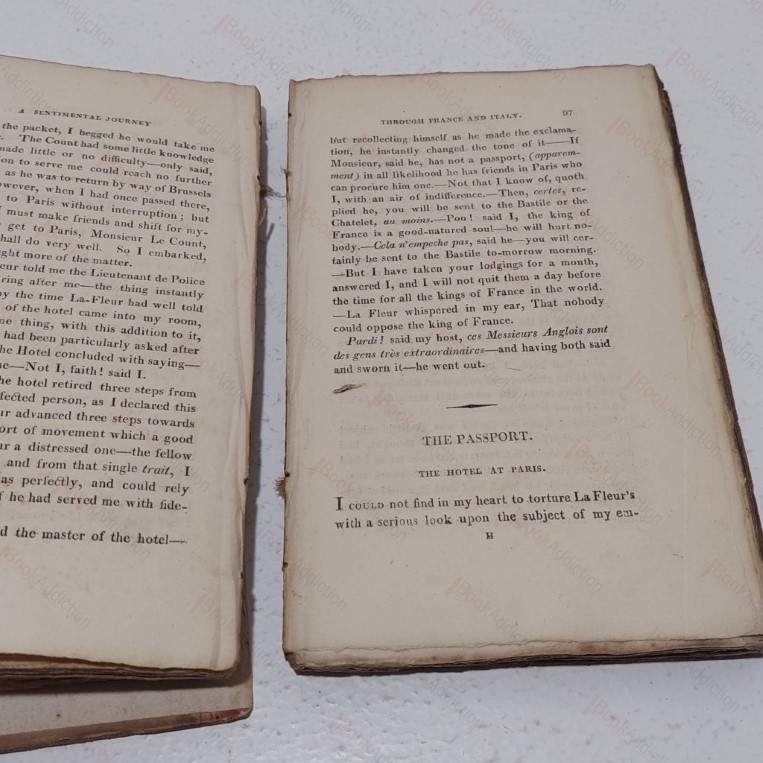 A SENTIMENTAL JOURNEY
the packet, I begged he would take me
The Count had some little knowledge
made little or no difficulty—only said,
on to serve me could reach no further
as he was to return by way of Brussels
owever, when I had once passed there,
to Paris without interruption; but
I must make friends and shift for my-
get to Paris, Monsieur Le Count,
hall do very well. So I embarked,
ght more of the matter.
eur told me the Lieutenant de Police
ring after me—the thing instantly
by the time La-Fleur had well told
of the hotel came into my room,
me thing, with this addition to it,
had been particularly asked after
he Hotel concluded with saying—
ne—Not I, faith! said I.
he hotel retired three steps from
fected person, as I declared this
ur advanced three steps towards
ort of movement which a good
ur a distressed one—the fellow
and from that single trait, I
as perfectly, and could rely
f he had served me with fide-
d the master of the hotel—
THROUGH FRANCE AND ITALY. 97
but recollecting himself as he made the exclama-
tion, he instantly changed the tone of it——If
Monsieur, said he, has not a passport, (apparem-
ment) in all likelihood he has friends in Paris who
can procure him one.—Not that I know of, quoth
I, with an air of indifference.—Then, certes, re-
plied he, you will be sent to the Bastile or the
Chatelet, au moins.—Poo! said I, the king of
France is a good-natured soul—he will hurt no-
body.—Cela n'empeche pas, said he—you will cer-
tainly be sent to the Bastile to-morrow morning.
—But I have taken your lodgings for a month,
answered I, and I will not quit them a day before
the time for all the kings of France in the world.
—La Fleur whispered in my ear, That nobody
could oppose the king of France.
Pardi! said my host, ces Messieurs Anglois sont
des gens très extraordinaires—and having both said
and sworn it—he went out.
THE PASSPORT.
THE HOTEL AT PARIS.
I COULD not find in my heart to torture La Fleur's
with a serious look upon the subject of my em-
H
BookAddiction